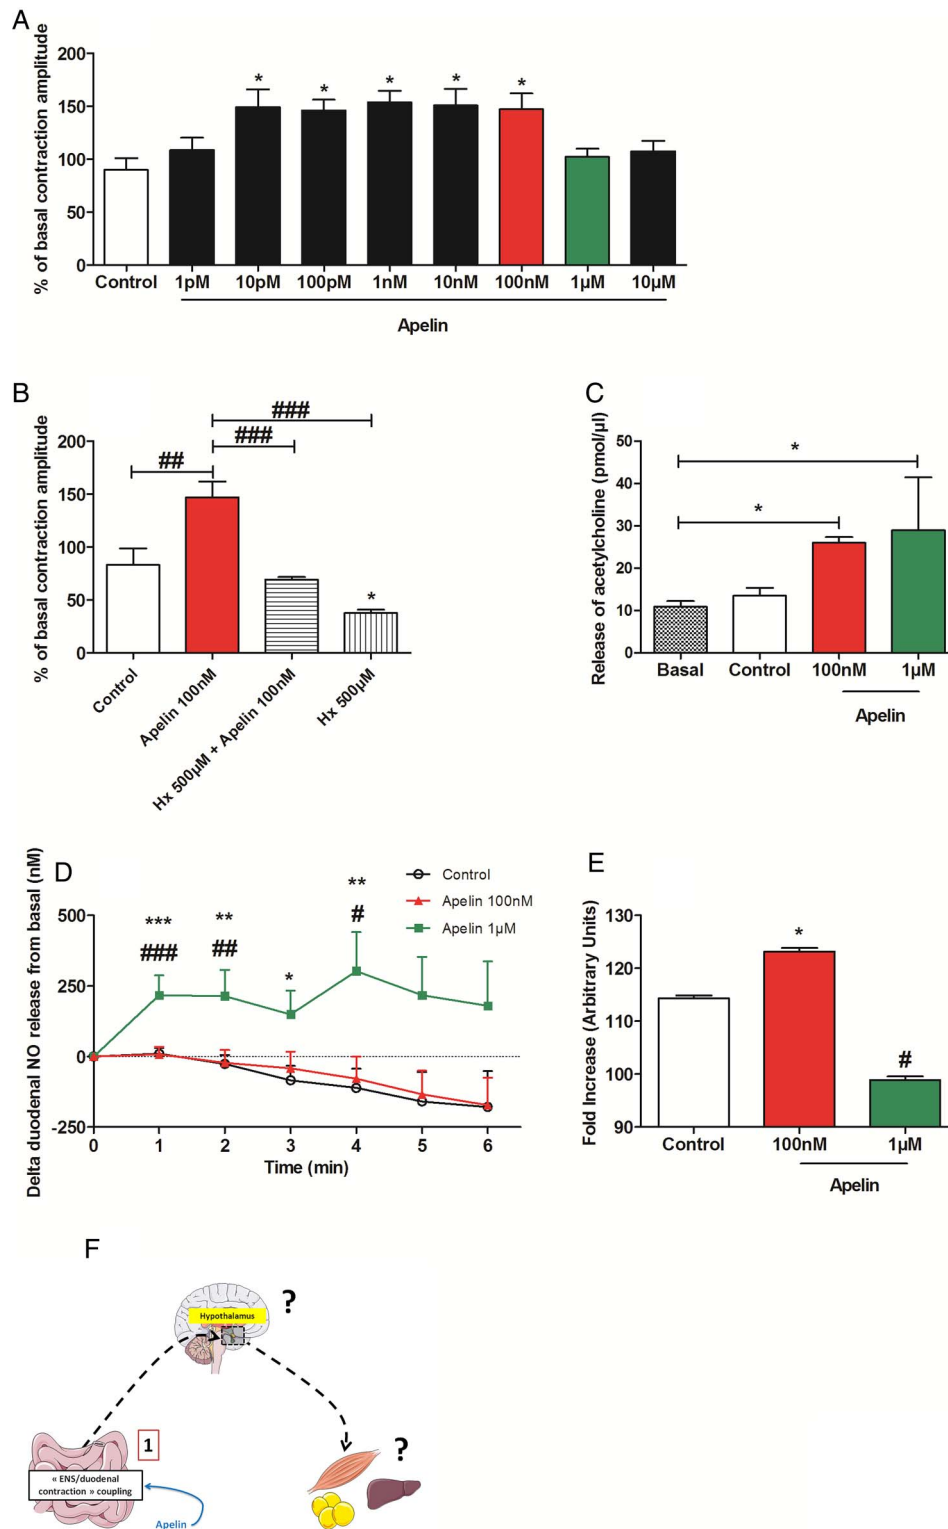 A
% of basal contraction amplitude
200
150
100
50
0
* * * * *
Control 1pM 10pM 100pM 1nM 10nM 100nM 1µM 10µM
Apelin
B
% of basal contraction amplitude
200
150
100
50
0
###
###
##
*
Control
Apelin 100nM
Hx 500µM + Apelin 100nM
Hx 500µM
C
Release of acetylcholine (pmol/µl)
50
40
30
20
10
0
*
*
Basal Control 100nM 1µM
Apelin
D
Delta duodenal NO release from basal (nM)
500
250
0
-250
Control
Apelin 100nM
Apelin 1µM
*** ** * **
### ## #
0 1 2 3 4 5 6
Time (min)
E
Fold Increase (Arbitrary Units)
130
120
110
100
90
*
#
Control 100nM 1µM
Apelin
F
Hypothalamus
?
1
« ENS/duodenal
contraction » coupling
Apelin
?